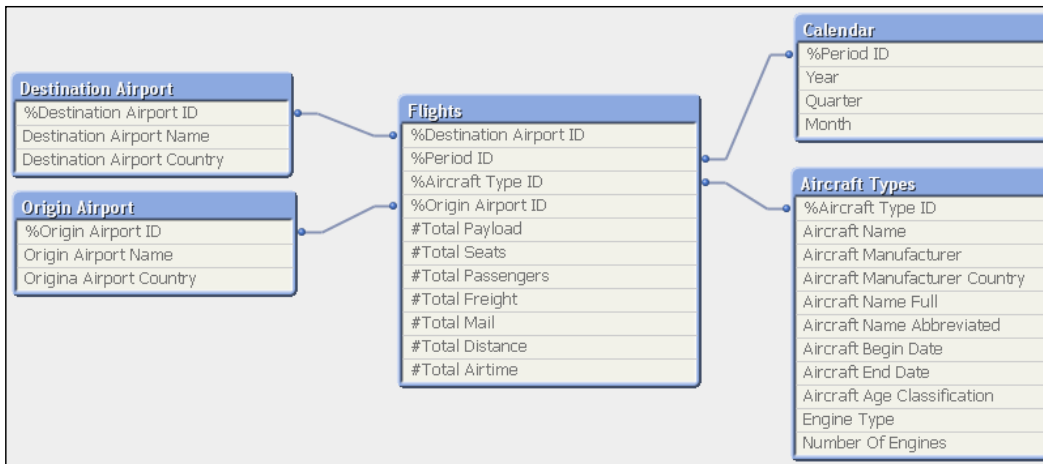 Destination Airport
%Destination Airport ID
Destination Airport Name
Destination Airport Country
Origin Airport
%Origin Airport ID
Origin Airport Name
Origina Airport Country
Flights
%Destination Airport ID
%Period ID
%Aircraft Type ID
%Origin Airport ID
#Total Payload
#Total Seats
#Total Passengers
#Total Freight
#Total Mail
#Total Distance
#Total Airtime
Calendar
%Period ID
Year
Quarter
Month
Aircraft Types
%Aircraft Type ID
Aircraft Name
Aircraft Manufacturer
Aircraft Manufacturer Country
Aircraft Name Full
Aircraft Name Abbreviated
Aircraft Begin Date
Aircraft End Date
Aircraft Age Classification
Engine Type
Number Of Engines